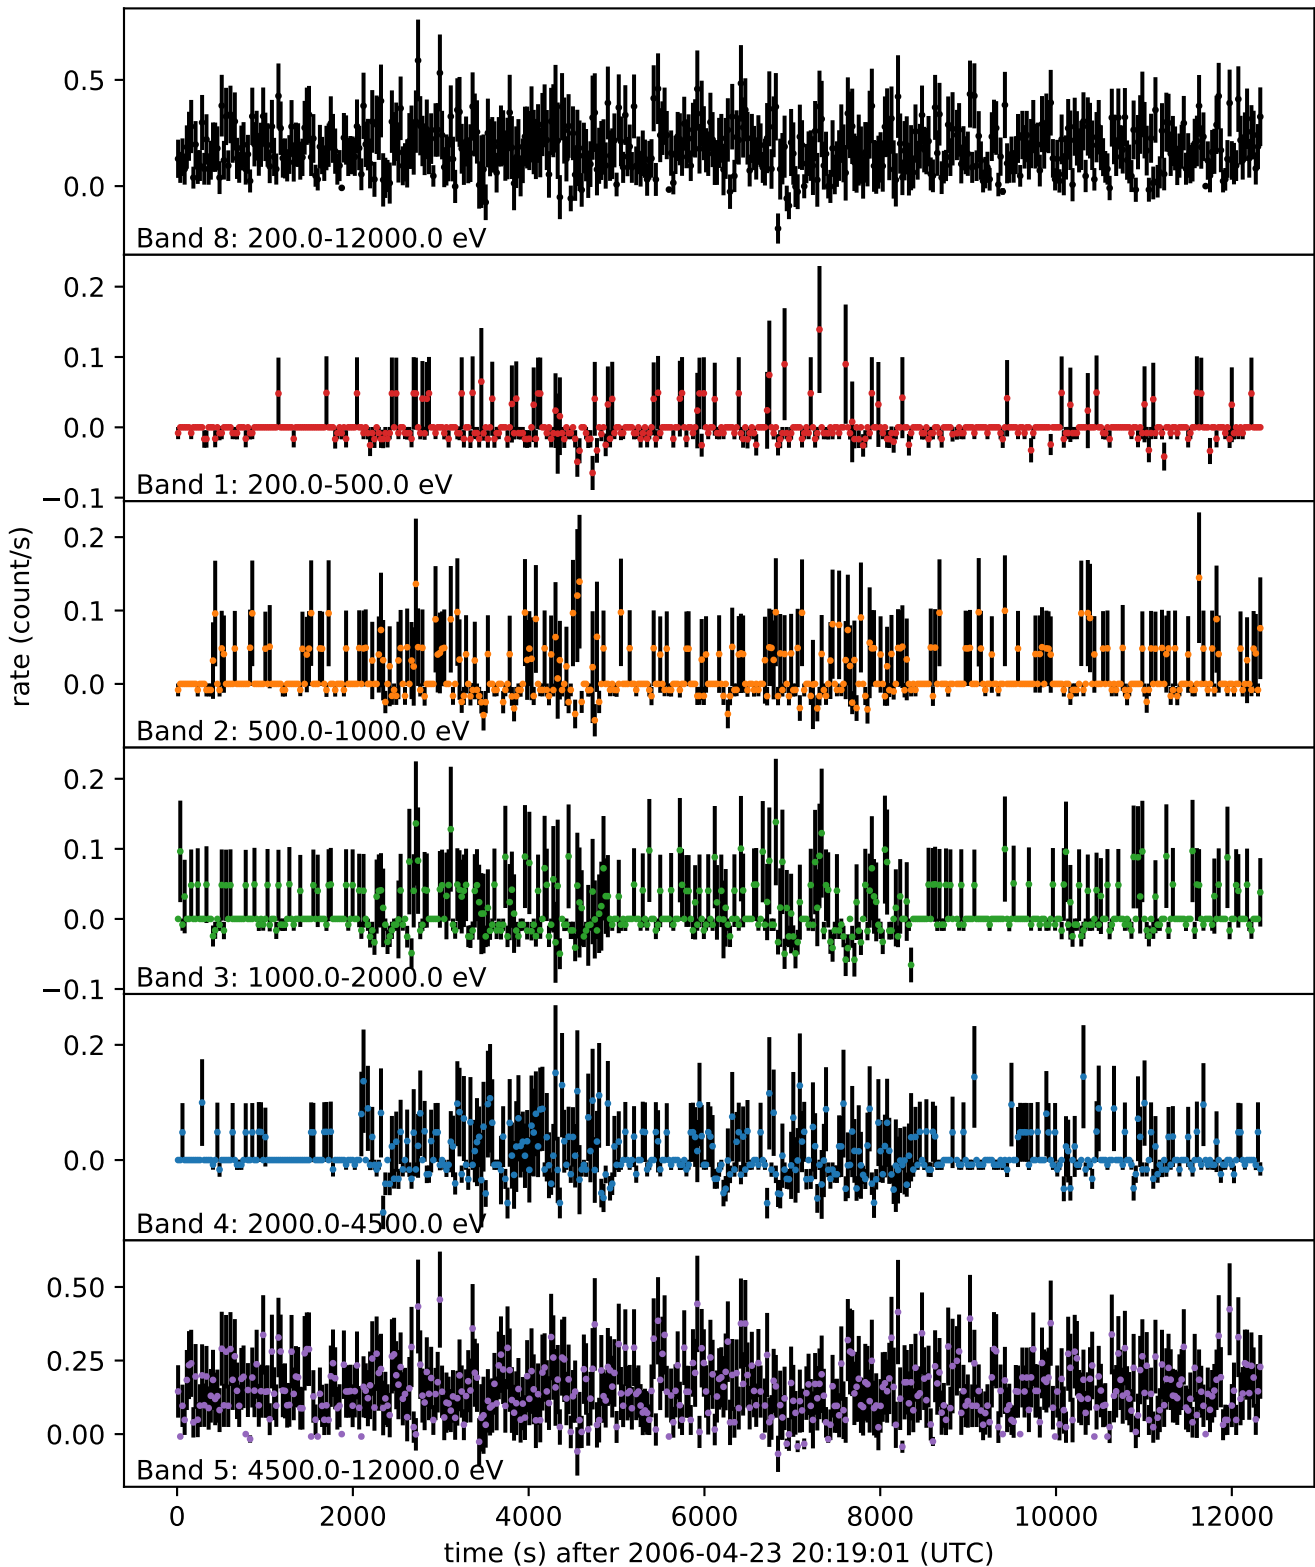 0.5
0.0
Band 8: 200.0-12000.0 eV
0.2
0.1
0.0
−0.1
Band 1: 200.0-500.0 eV
rate (count/s)
0.2
0.1
0.0
Band 2: 500.0-1000.0 eV
0.2
0.1
0.0
−0.1
Band 3: 1000.0-2000.0 eV
0.2
0.0
Band 4: 2000.0-4500.0 eV
0.50
0.25
0.00
Band 5: 4500.0-12000.0 eV
0 2000 4000 6000 8000 10000 12000
time (s) after 2006-04-23 20:19:01 (UTC)